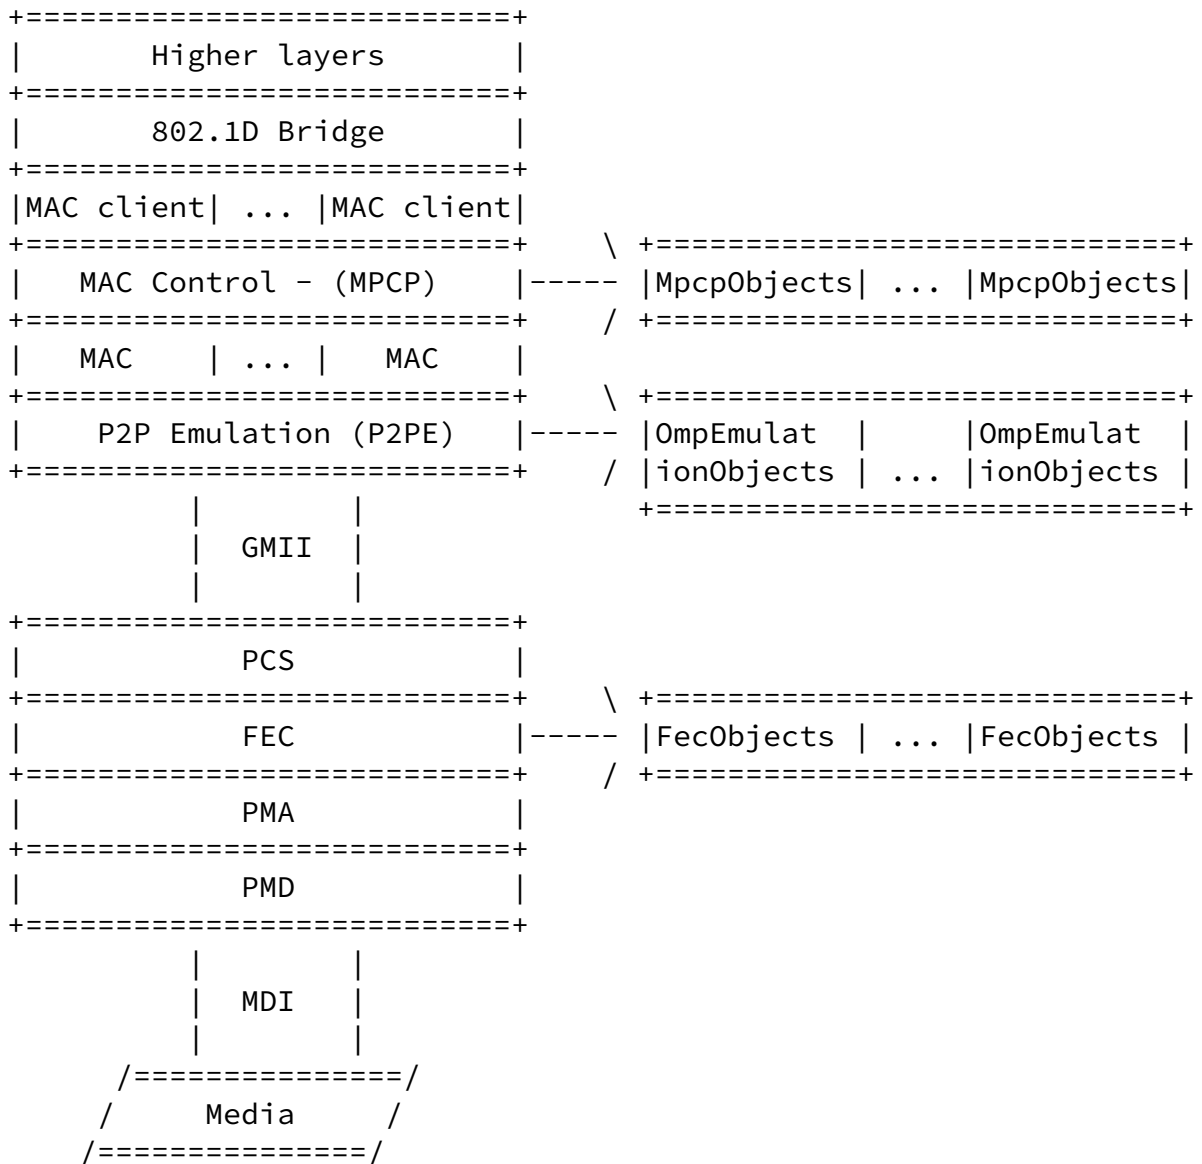 Higher layers
802.1D Bridge
|MAC client| ... |MAC client|
MAC Control - (MPCP) |----- |MpcpObjects| ... |MpcpObjects|
| MAC | ... | MAC |
P2P Emulation (P2PE) |----- |OmpEmulat | |OmpEmulat |
|ionObjects | ... |ionObjects |
GMII
PCS
FEC |----- |FecObjects | ... |FecObjects |
PMA
PMD
MDI
Media